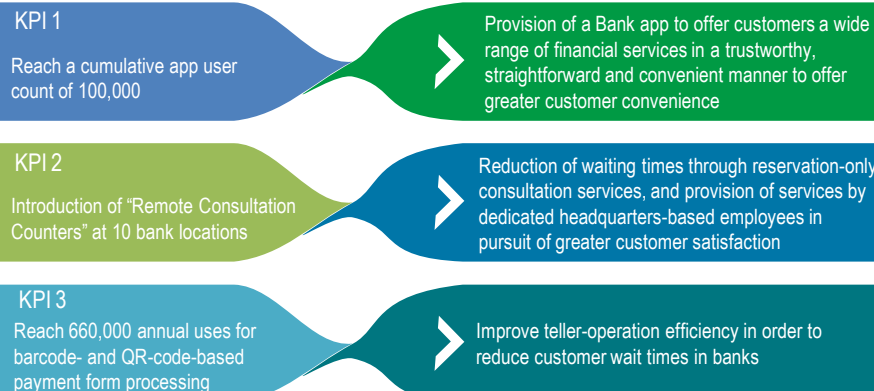 KPI 1
Reach a cumulative app user
count of 100,000
Provision of a Bank app to offer customers a wide
range of financial services in a trustworthy,
straightforward and convenient manner to offer
greater customer convenience
KPI 2
Introduction of “Remote Consultation
Counters” at 10 bank locations
Reduction of waiting times through reservation-only
consultation services, and provision of services by
dedicated headquarters-based employees in
pursuit of greater customer satisfaction
KPI 3
Reach 660,000 annual uses for
barcode- and QR-code-based
payment form processing
Improve teller-operation efficiency in order to
reduce customer wait times in banks